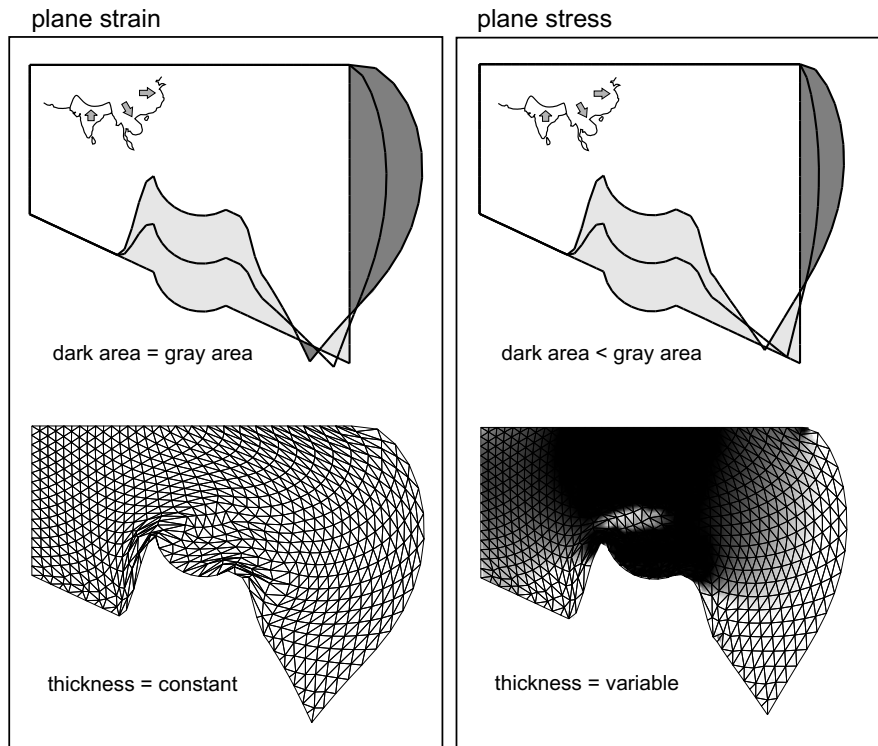 plane strain
plane stress
dark area = gray area
dark area < gray area
thickness = constant
thickness = variable